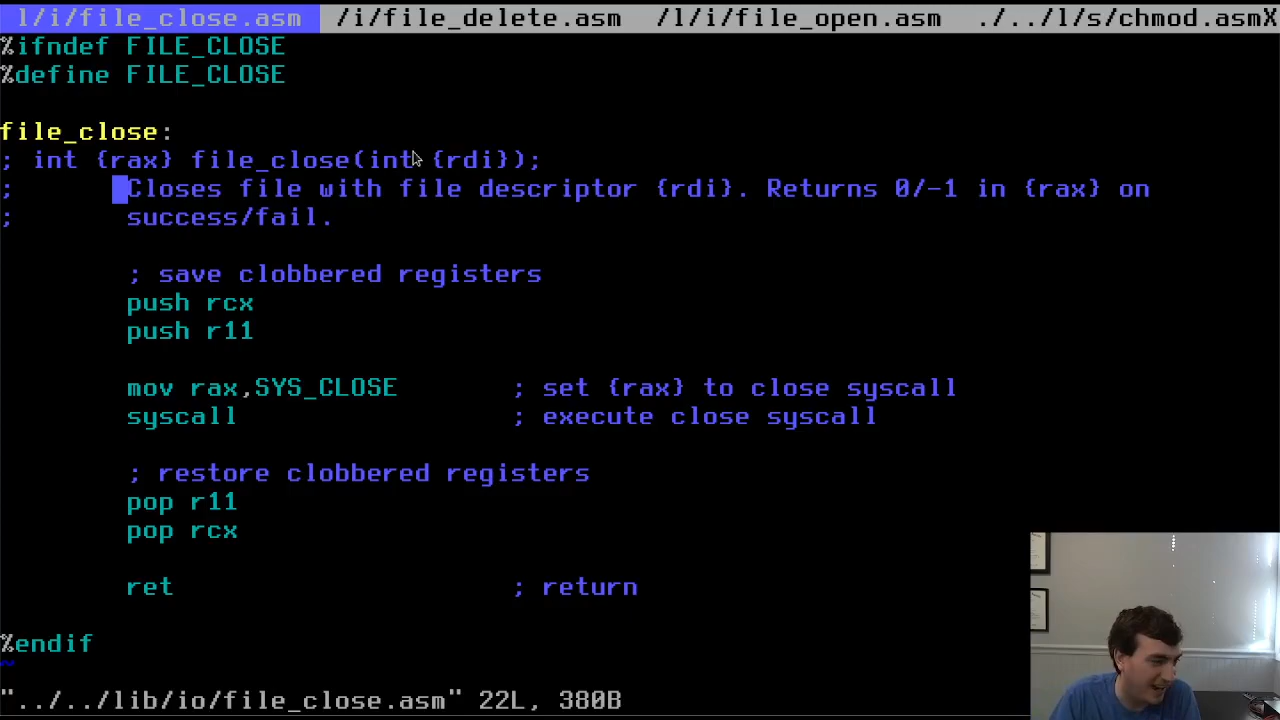 l/i/file_close.asm /i/file_delete.asm /l/i/file_open.asm ./../l/s/chmod.asmX
%ifndef FILE_CLOSE
%define FILE_CLOSE
file_close:
; int {rax} file_close(int {rdi});
; Closes file with file descriptor {rdi}. Returns 0/-1 in {rax} on
; success/fail.
; save clobbered registers
push rcx
push r11
mov rax,SYS_CLOSE ; set {rax} to close syscall
syscall ; execute close syscall
; restore clobbered registers
pop r11
pop rcx
ret ; return
%endif
~
"../../lib/io/file_close.asm" 22L, 380B